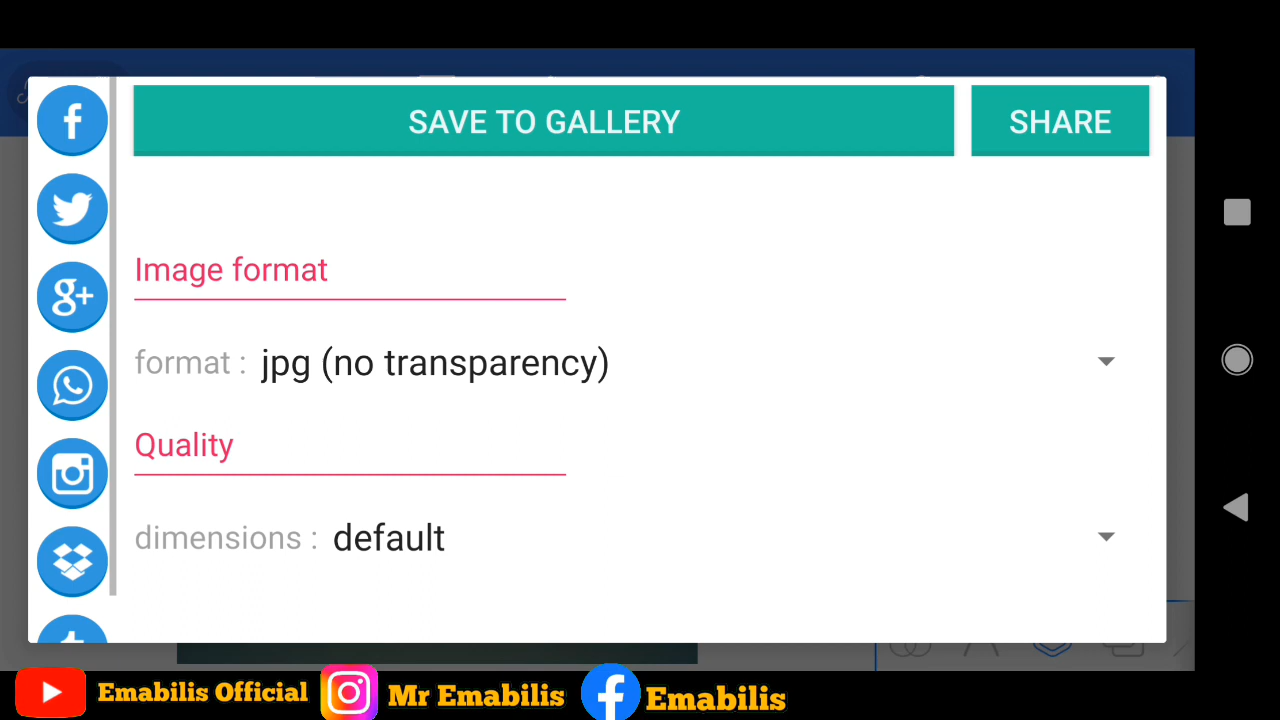 SAVE TO GALLERY
SHARE
Image format
format : jpg (no transparency)
Quality
dimensions : default
Emabilis Official Mr Emabilis Emabilis